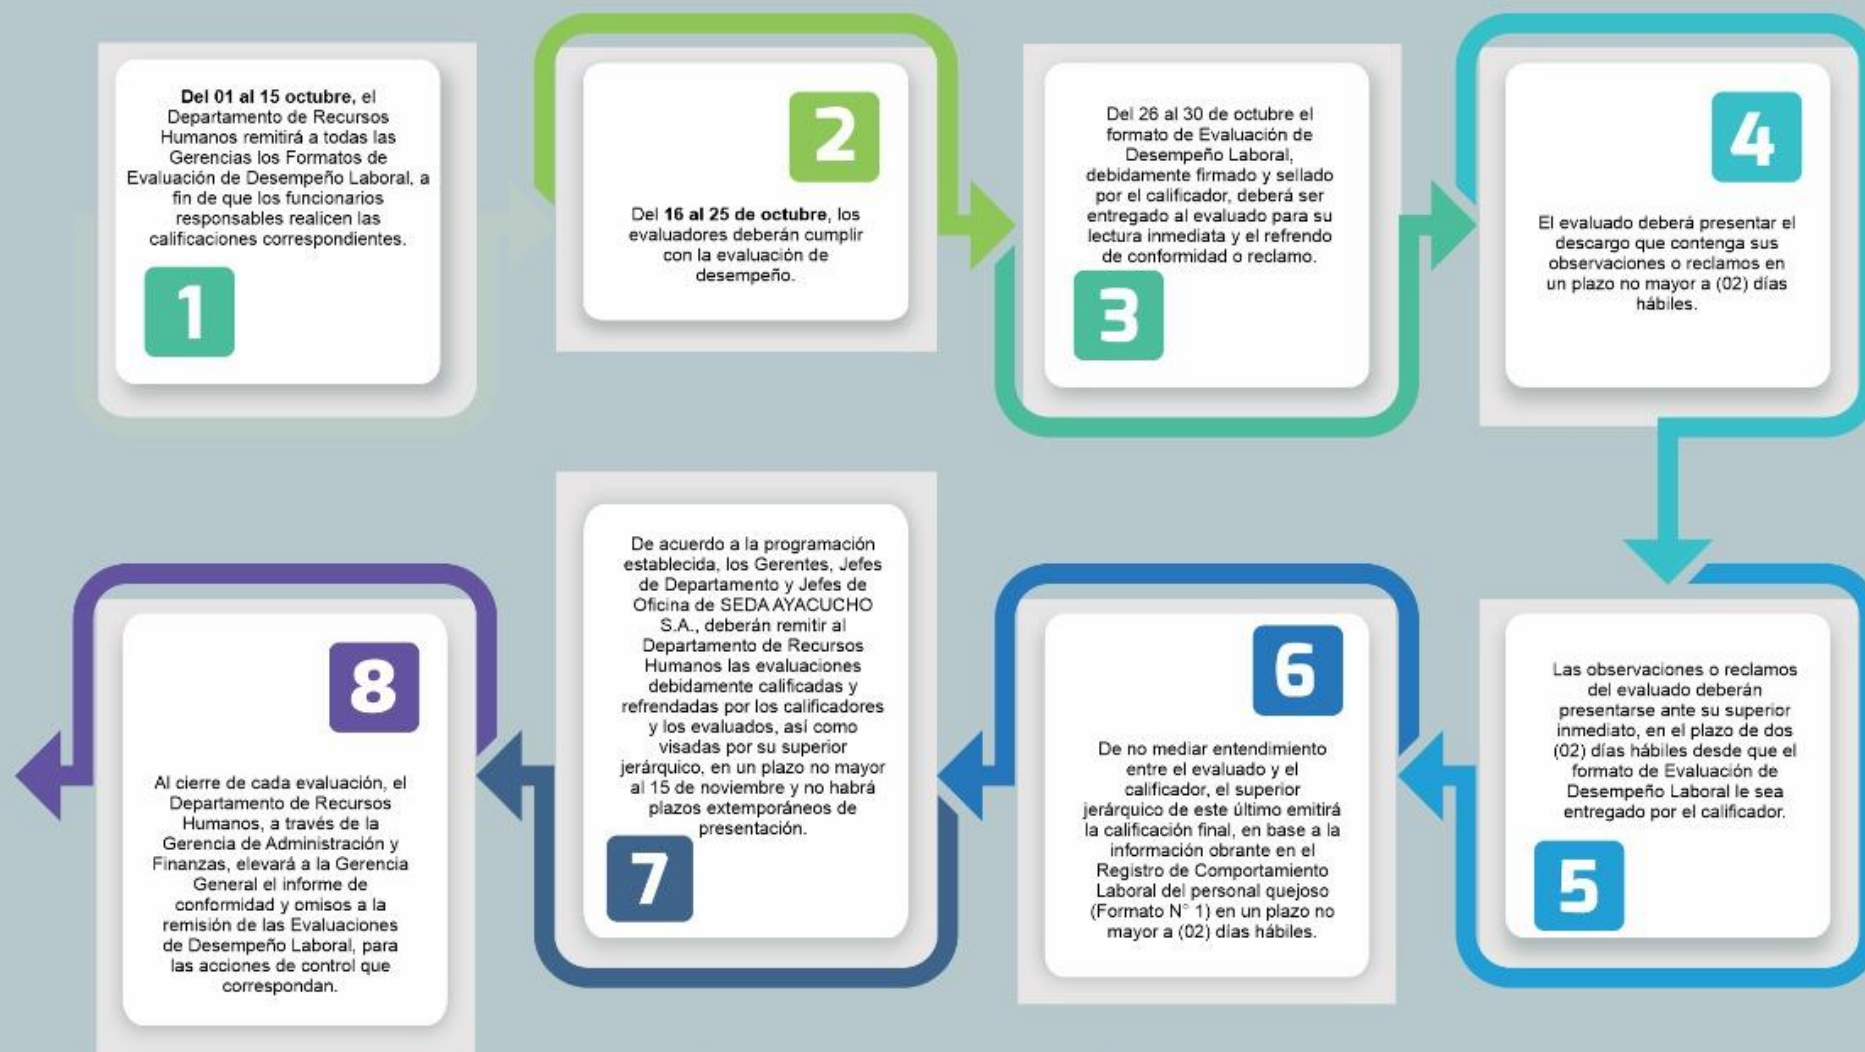 Del 01 al 15 octubre, el
Departamento de Recursos
Humanos remitirá a todas las
Gerencias los Formatos de
Evaluación de Desempeño Laboral, a
fin de que los funcionarios
responsables realicen las
calificaciones correspondientes.
1
2
Del 16 al 25 de octubre, los
evaluadores deberán cumplir
con la evaluación de
desempeño.
Del 26 al 30 de octubre el
formato de Evaluación de
Desempeño Laboral,
debidamente firmado y sellado
por el calificador, deberá ser
entregado al evaluado para su
lectura inmediata y el refrendo
de conformidad o reclamo.
3
4
El evaluado deberá presentar el
descargo que contenga sus
observaciones o reclamos en
un plazo no mayor a (02) días
hábiles.
Las observaciones o reclamos
del evaluado deberán
presentarse ante su superior
inmediato, en el plazo de dos
(02) días hábiles desde que el
formato de Evaluación de
Desempeño Laboral le sea
entregado por el calificador.
5
6
De no mediar entendimiento
entre el evaluado y el
calificador, el superior
jerárquico de este último emitirá
la calificación final, en base a la
información obrante en el
Registro de Comportamiento
Laboral del personal quejoso
(Formato N° 1) en un plazo no
mayor a (02) días hábiles.
De acuerdo a la programación
establecida, los Gerentes, Jefes
de Departamento y Jefes de
Oficina de SEDA AYACUCHO
S.A., deberán remitir al
Departamento de Recursos
Humanos las evaluaciones
debidamente calificadas y
refrendadas por los calificadores
y los evaluados, así como
visadas por su superior
jerárquico, en un plazo no mayor
al 15 de noviembre y no habrá
plazos extemporáneos de
presentación.
7
8
Al cierre de cada evaluación, el
Departamento de Recursos
Humanos, a través de la
Gerencia de Administración y
Finanzas, elevará a la Gerencia
General el informe de
conformidad y omisos a la
remisión de las Evaluaciones
de Desempeño Laboral, para
las acciones de control que
correspondan.